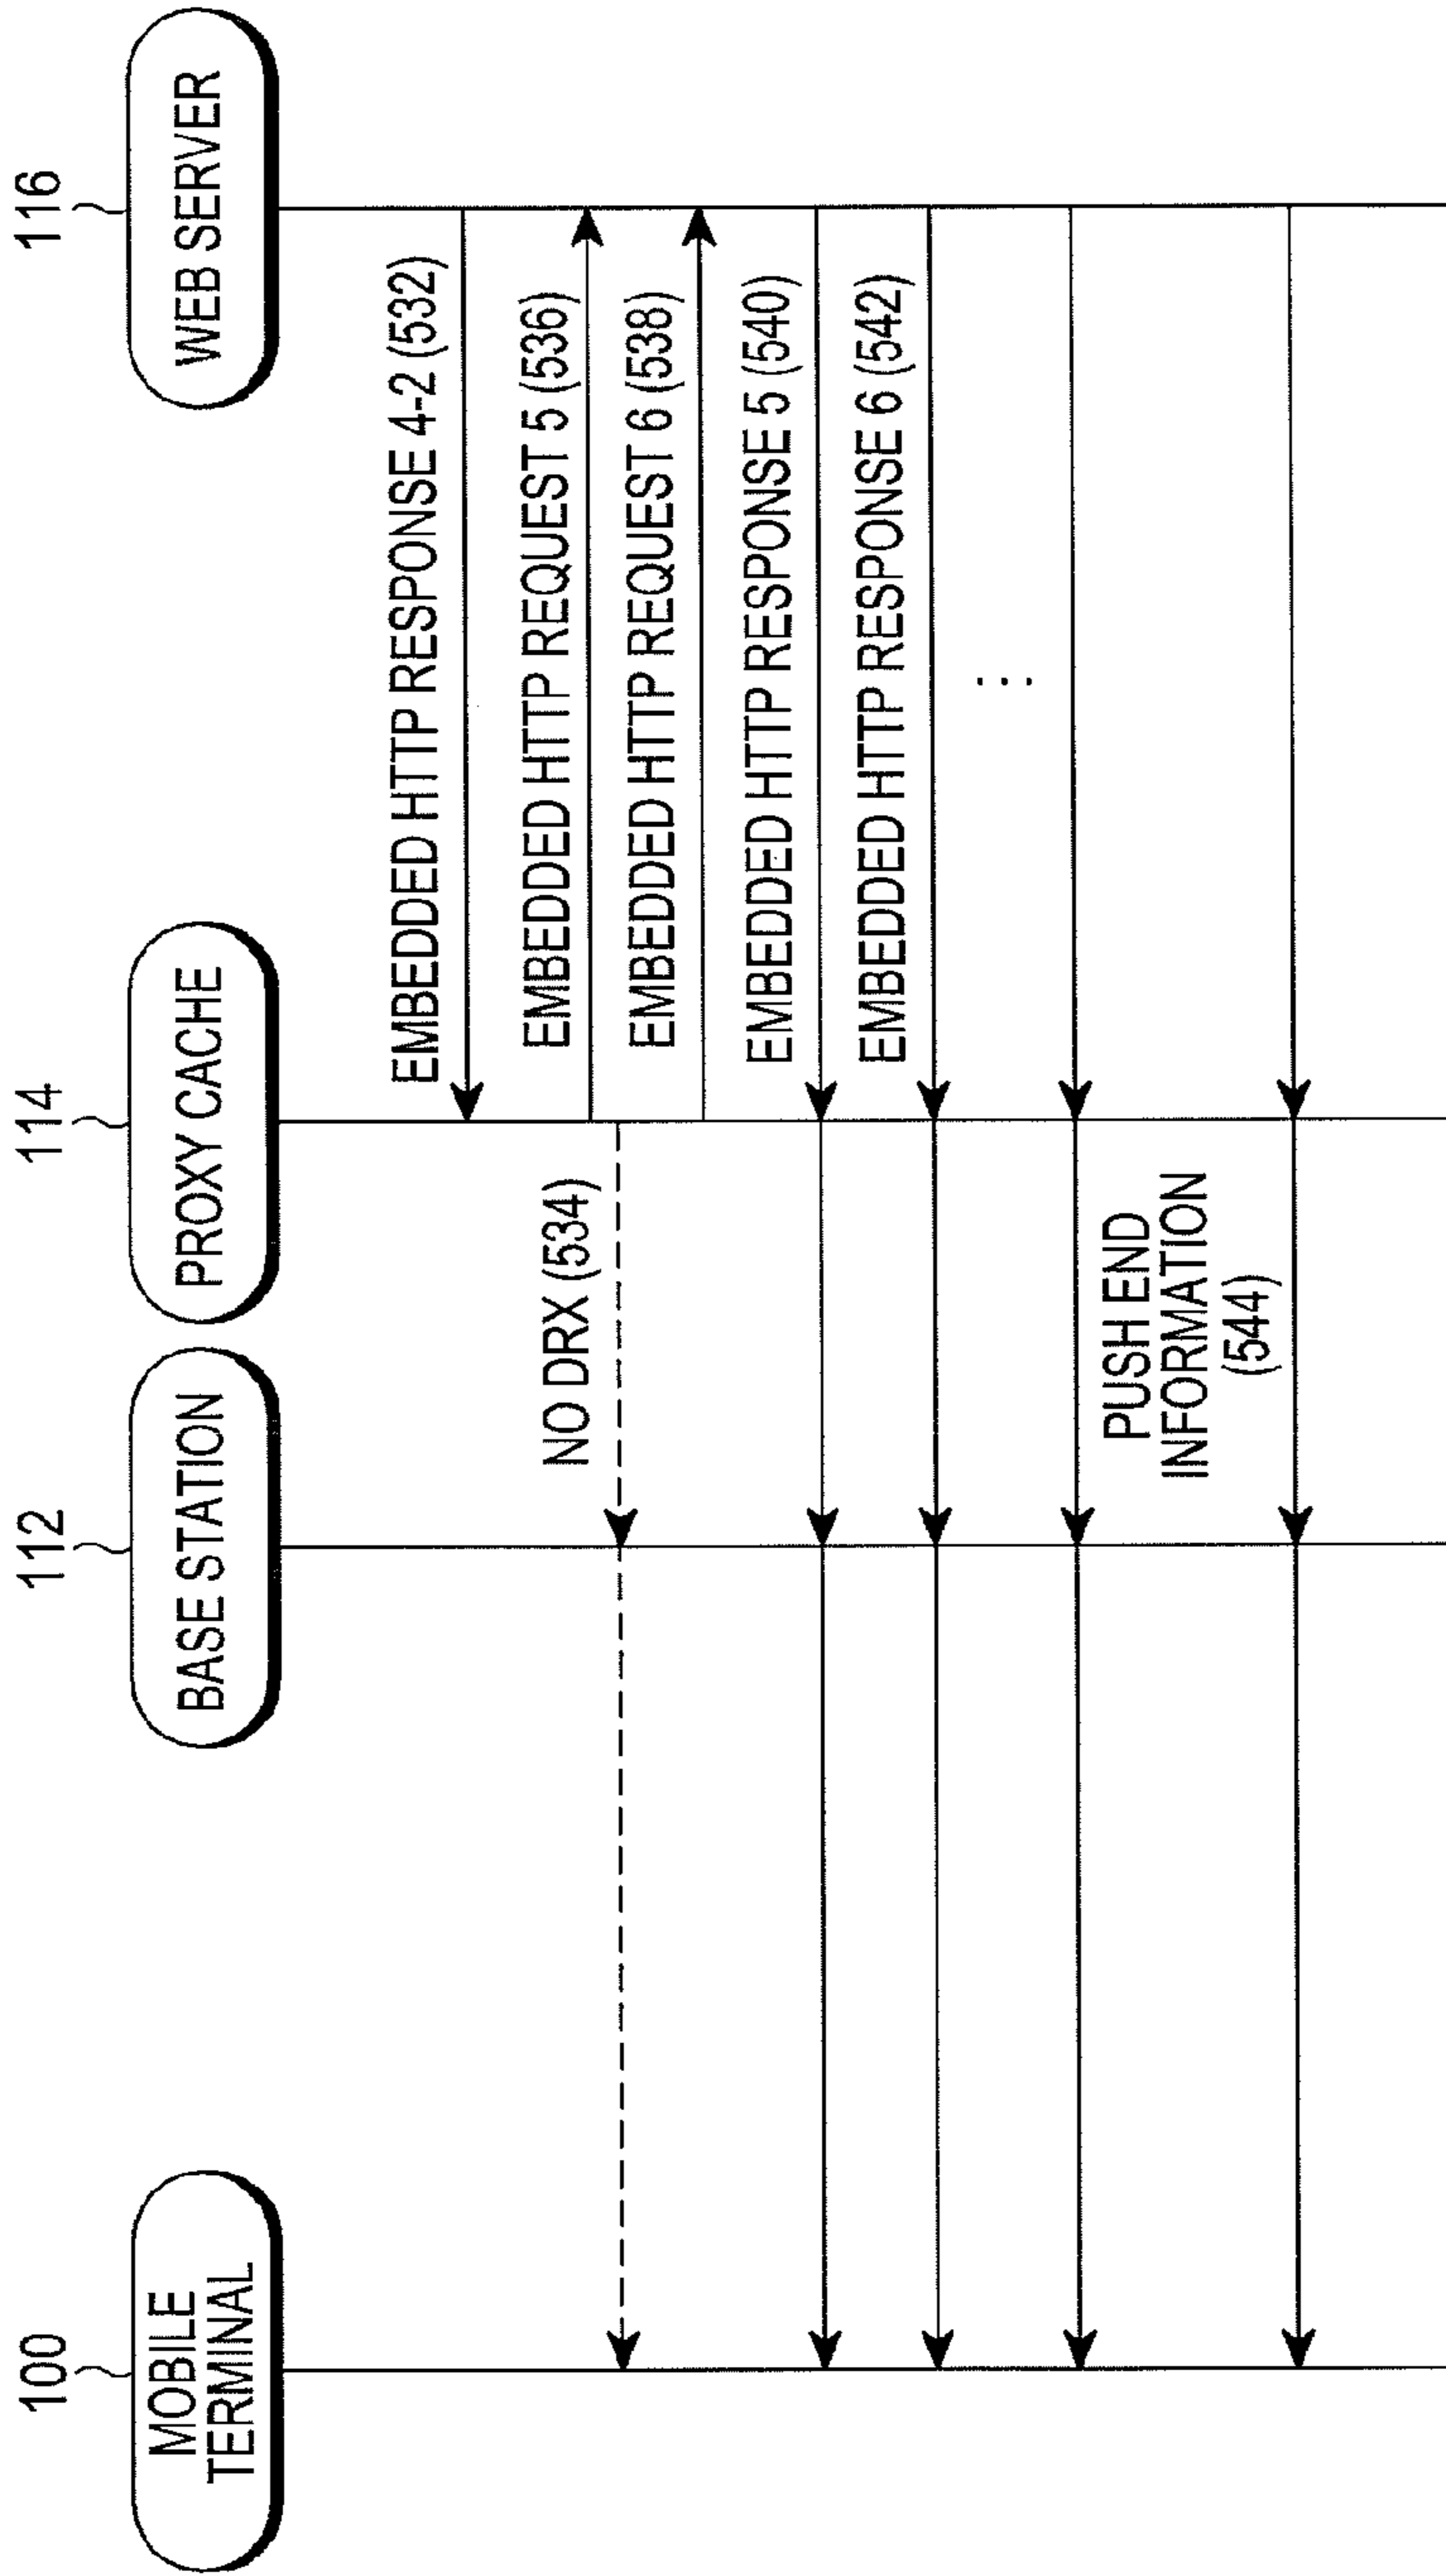 100
MOBILE
TERMINAL
112
BASE STATION
114
PROXY CACHE
116
WEB SERVER
EMBEDDED HTTP RESPONSE 4-2 (532)
NO DRX (534)
EMBEDDED HTTP REQUEST 5 (536)
EMBEDDED HTTP REQUEST 6 (538)
EMBEDDED HTTP RESPONSE 5 (540)
EMBEDDED HTTP RESPONSE 6 (542)
...
PUSH END
INFORMATION
(544)